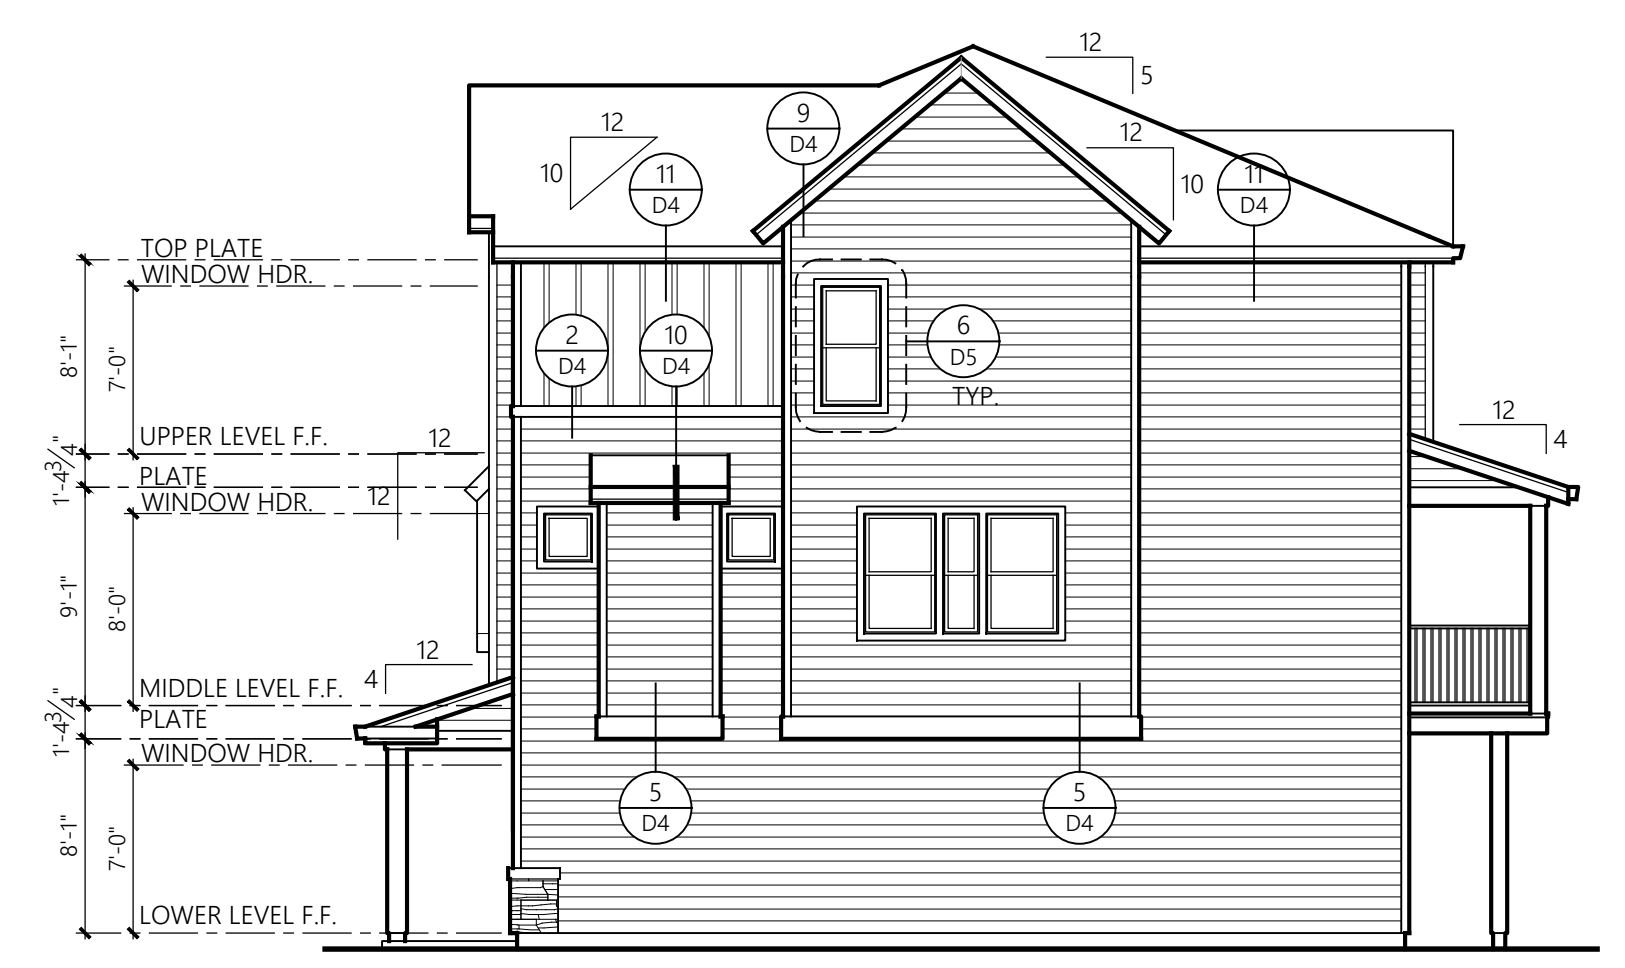 12
5
9
D4
12
10
12
10
11
D4
11
D4
TOP PLATE
WINDOW HDR.
8'-1"
7'-0"
2
D4
10
D4
6
D5
TYP.
UPPER LEVEL F.F.
12
12
4
1'-4 3/4"
PLATE
WINDOW HDR.
12
9'-1"
8'-0"
12
4
MIDDLE LEVEL F.F.
1'-4 3/4"
PLATE
WINDOW HDR.
5
D4
5
D4
8'-1"
7'-0"
LOWER LEVEL F.F.